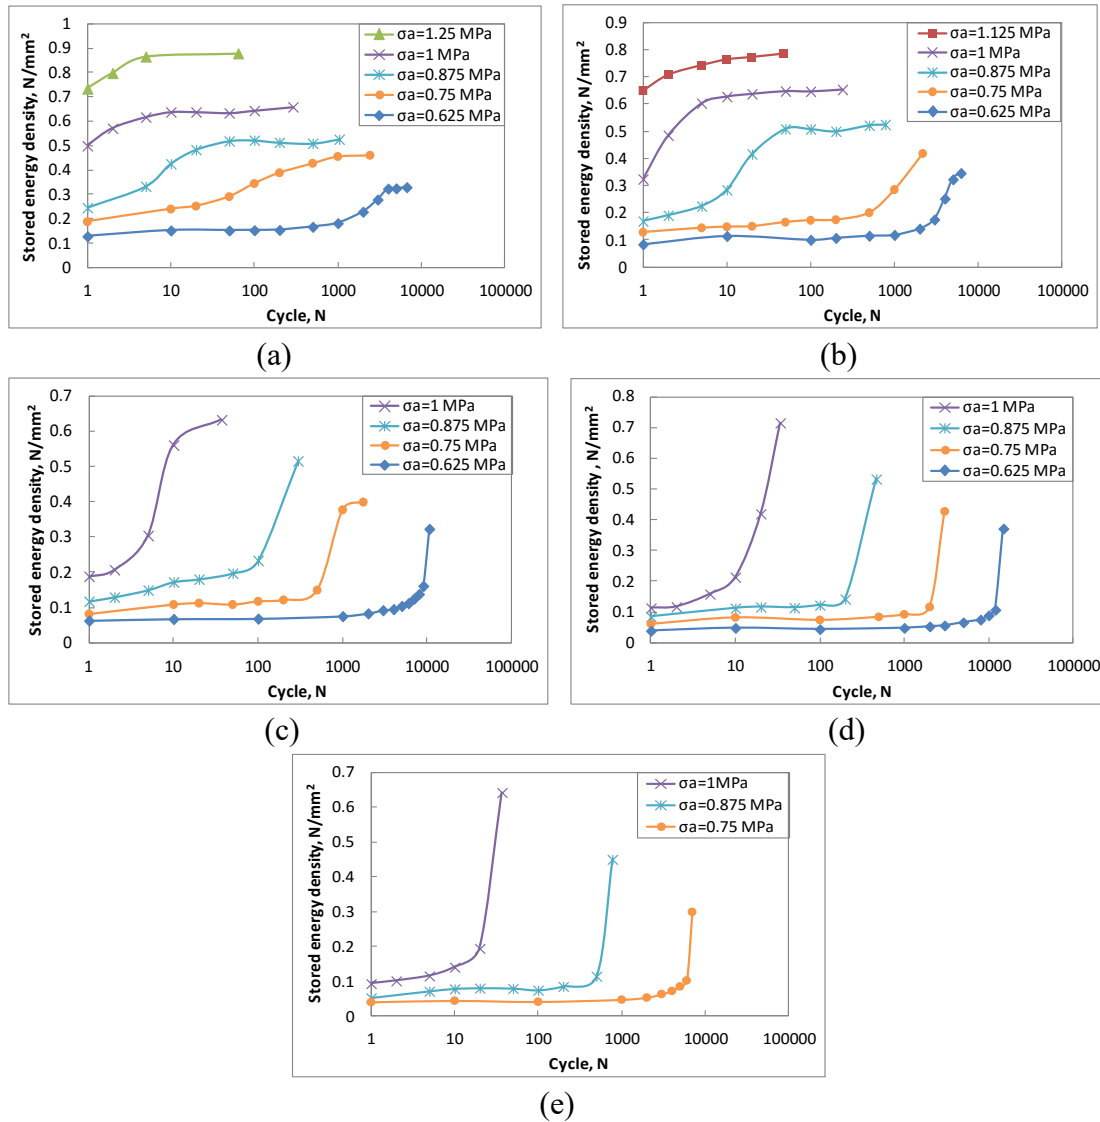 Stored energy density, N/mm²
1
0.9
0.8
0.7
0.6
0.5
0.4
0.3
0.2
0.1
0
1 10 100 1000 10000 100000
Cycle, N
σa=1.25 MPa
σa=1 MPa
σa=0.875 MPa
σa=0.75 MPa
σa=0.625 MPa
(a)
Stored energy density, N/mm²
0.9
0.8
0.7
0.6
0.5
0.4
0.3
0.2
0.1
0
1 10 100 1000 10000 100000
Cycle, N
σa=1.125 MPa
σa=1 MPa
σa=0.875 MPa
σa=0.75 MPa
σa=0.625 MPa
(b)
Stored energy density, N/mm²
0.7
0.6
0.5
0.4
0.3
0.2
0.1
0
1 10 100 1000 10000 100000
Cycle, N
σa=1 MPa
σa=0.875 MPa
σa=0.75 MPa
σa=0.625 MPa
(c)
Stored energy density , N/mm²
0.8
0.7
0.6
0.5
0.4
0.3
0.2
0.1
0
1 10 100 1000 10000 100000
Cycle, N
σa=1 MPa
σa=0.875 MPa
σa=0.75 MPa
σa=0.625 MPa
(d)
Stored energy density, N/mm²
0.7
0.6
0.5
0.4
0.3
0.2
0.1
0
1 10 100 1000 10000 100000
Cycle, N
σa=1MPa
σa=0.875 MPa
σa=0.75 MPa
(e)